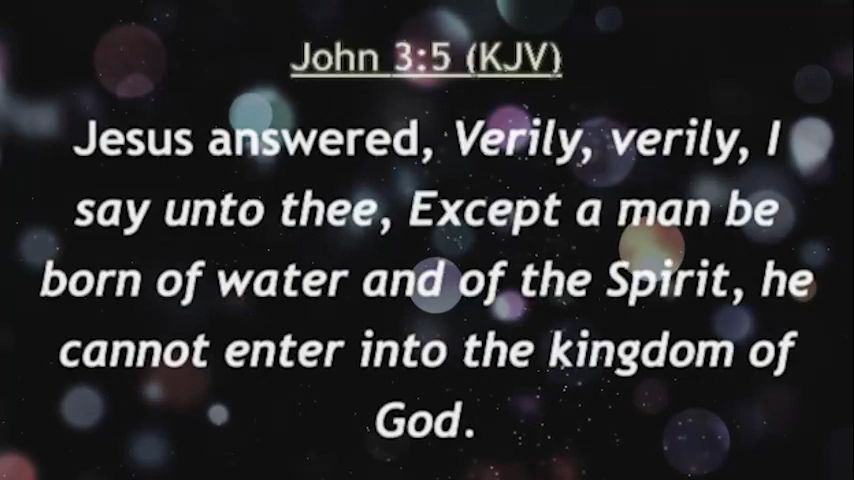 John 3:5 (KJV)
Jesus answered, Verily, verily, I
say unto thee, Except a man be
born of water and of the Spirit, he
cannot enter into the kingdom of
God.